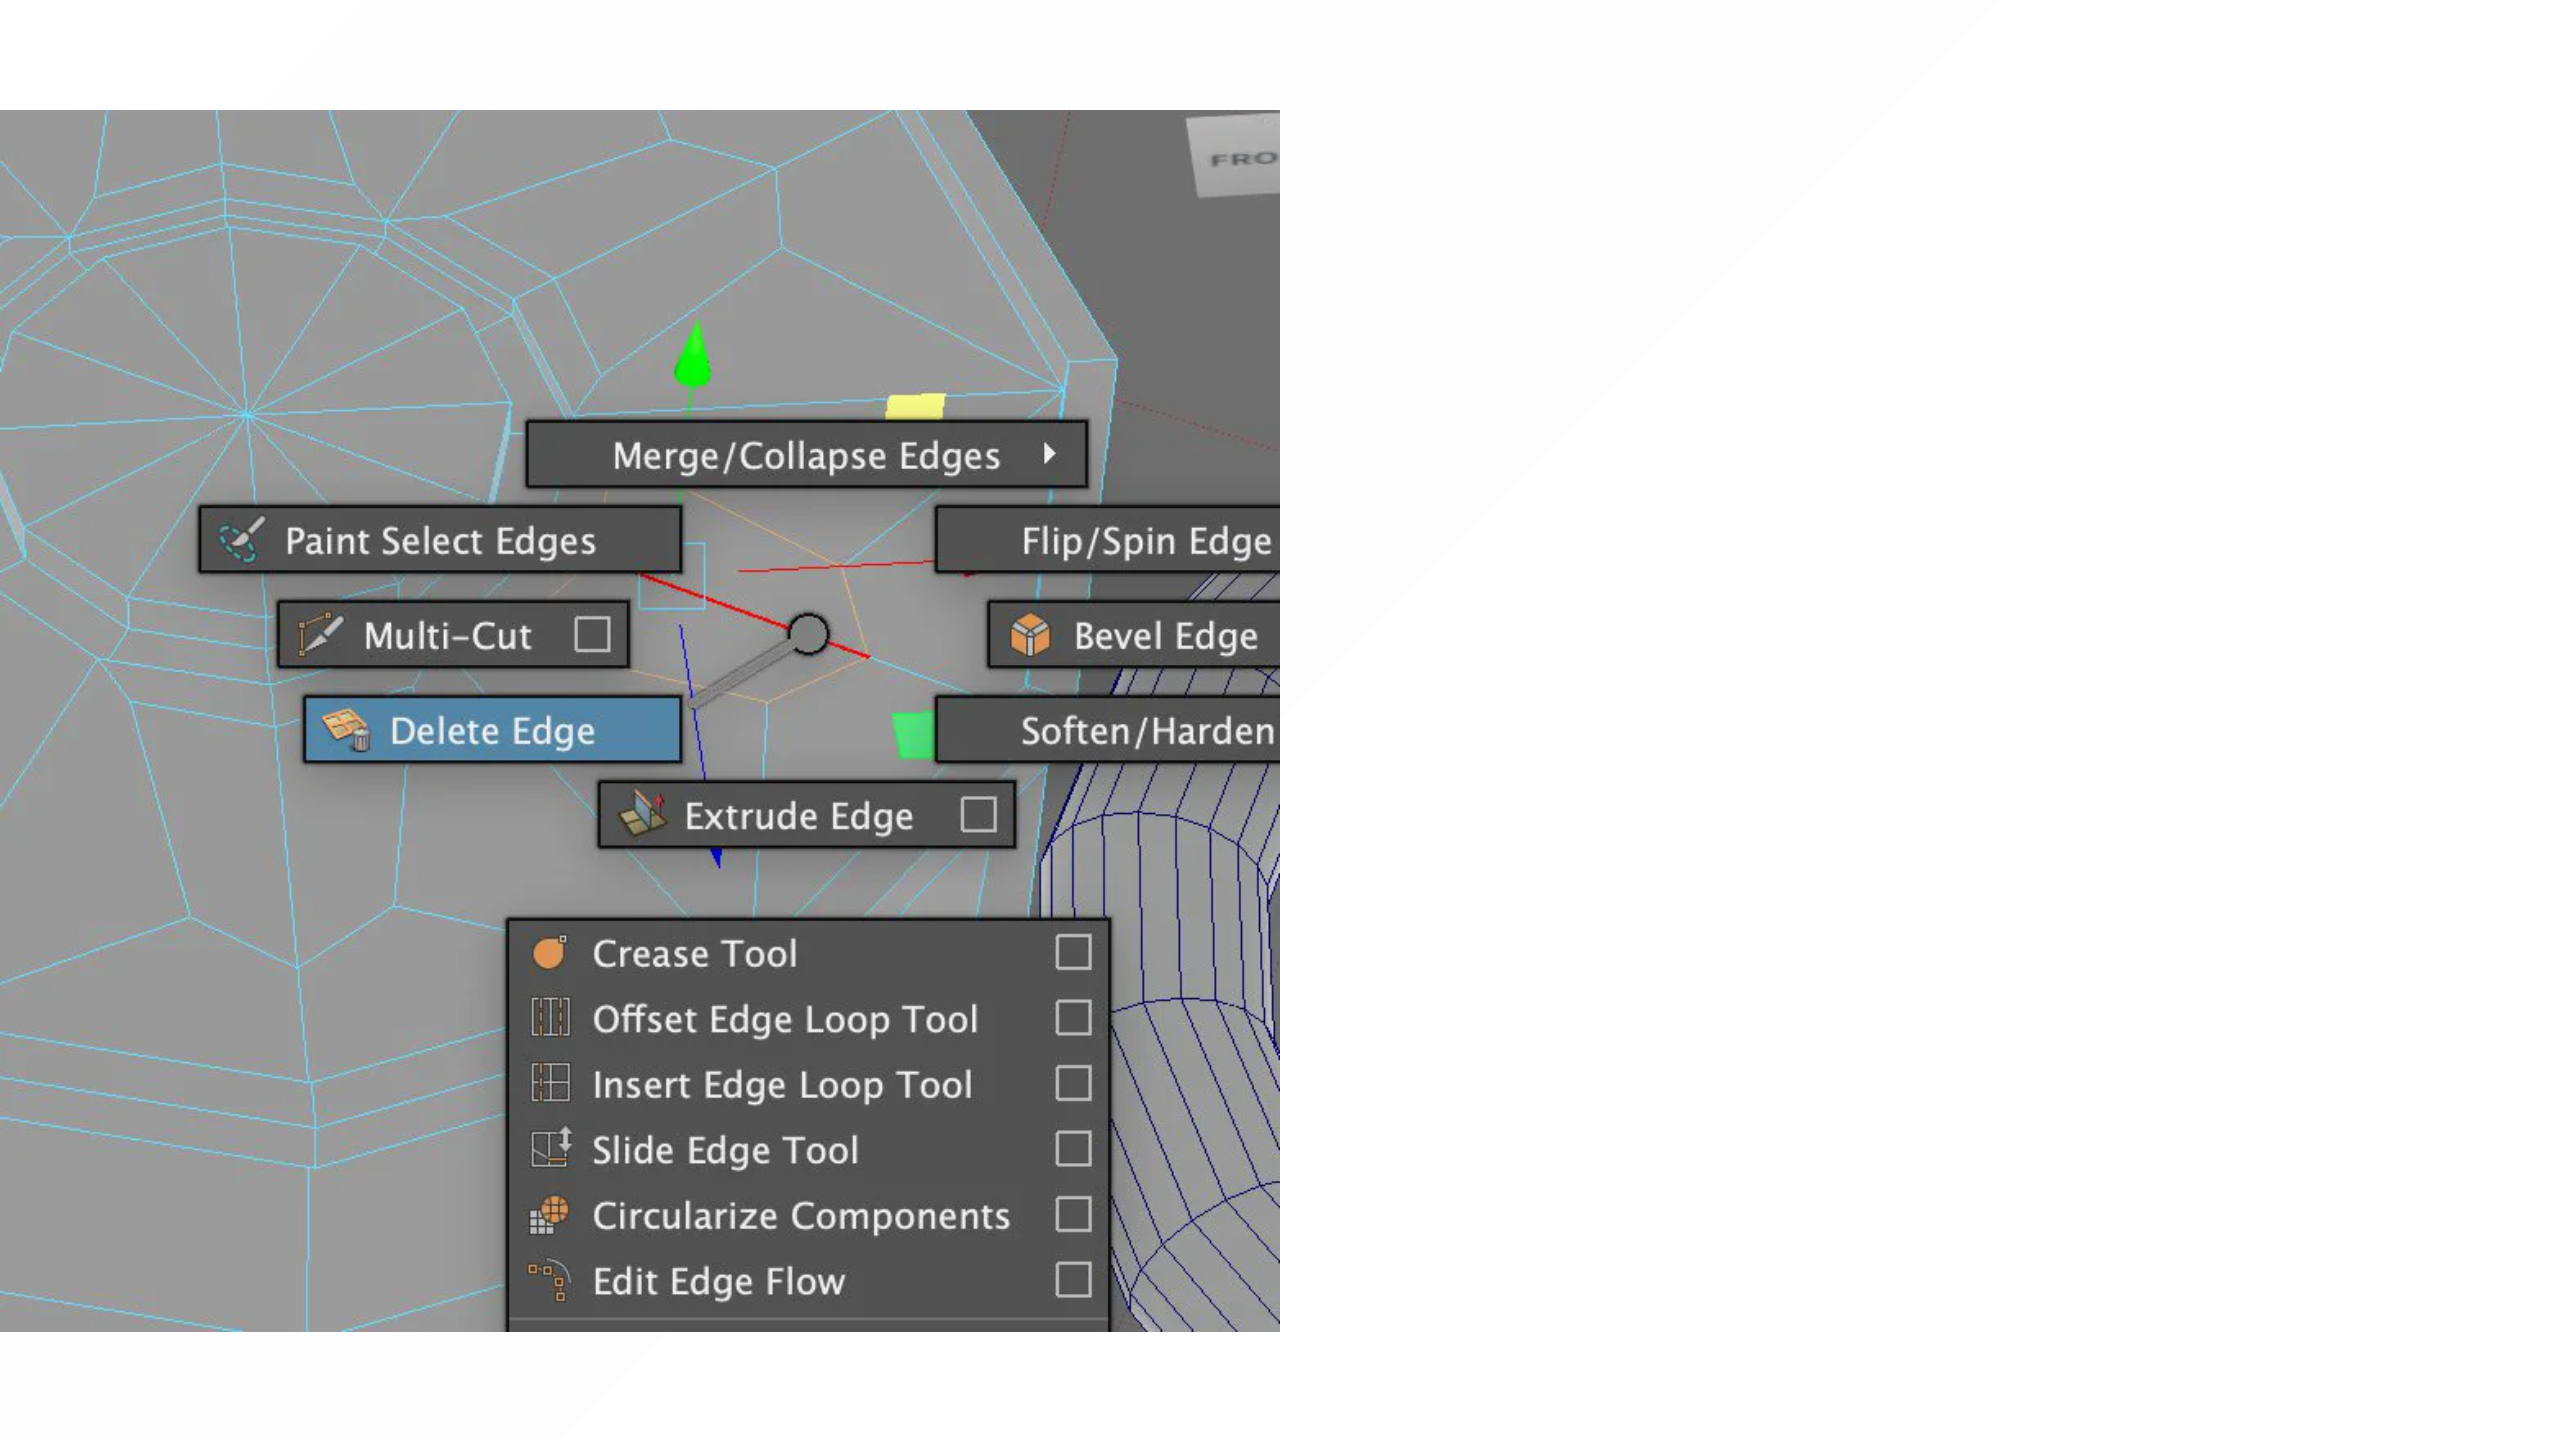 FRO
Merge/Collapse Edges
Paint Select Edges
Flip/Spin Edge
Multi-Cut
Bevel Edge
Delete Edge
Soften/Harden
Extrude Edge
Crease Tool
Offset Edge Loop Tool
Insert Edge Loop Tool
Slide Edge Tool
Circularize Components
Edit Edge Flow